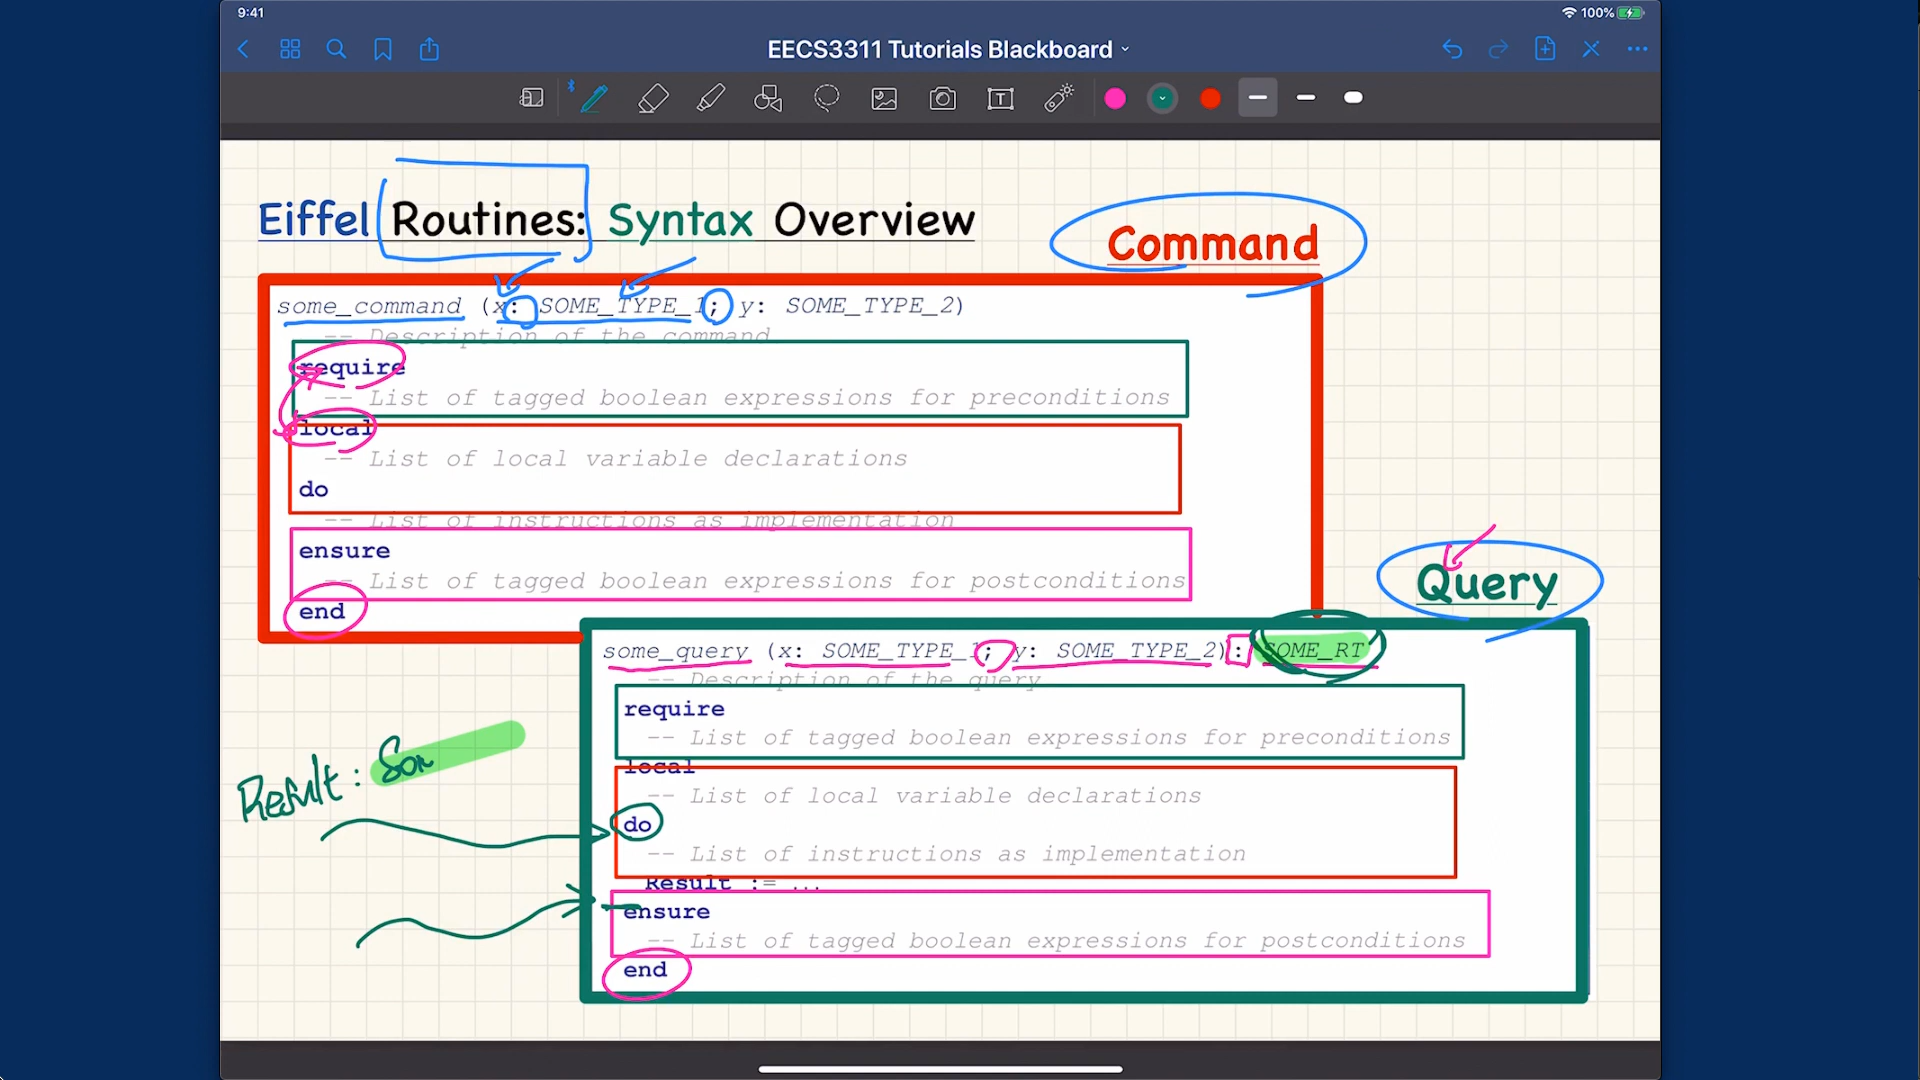 9:41
100%
EECS3311 Tutorials Blackboard
Eiffel Routines: Syntax Overview
Command
some_command (x: SOME_TYPE_1; y: SOME_TYPE_2)
-- Description of the command
require
-- List of tagged boolean expressions for preconditions
local
-- List of local variable declarations
do
-- List of instructions as implementation
ensure
-- List of tagged boolean expressions for postconditions
end
Query
some_query (x: SOME_TYPE_1; y: SOME_TYPE_2): SOME_RT
-- Description of the query
require
-- List of tagged boolean expressions for preconditions
local
-- List of local variable declarations
do
-- List of instructions as implementation
Result := ...
ensure
-- List of tagged boolean expressions for postconditions
end
Result: Som